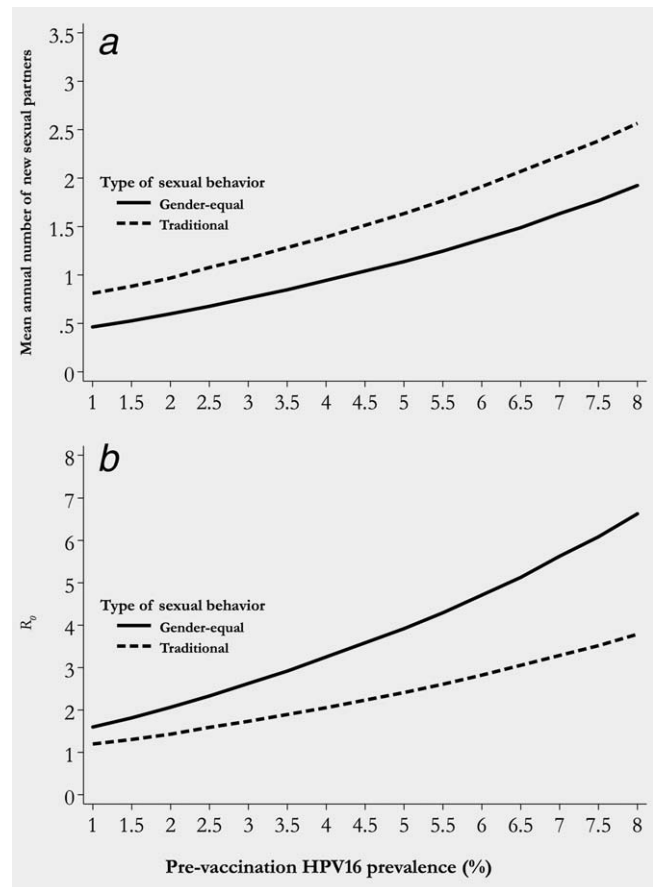 a
Mean annual number of new sexual partners
3.5
3
2.5
2
1.5
1
.5
0
Type of sexual behavior
Gender-equal
Traditional
1 1.5 2 2.5 3 3.5 4 4.5 5 5.5 6 6.5 7 7.5 8
b
R0
8
7
6
5
4
3
2
1
0
Type of sexual behavior
Gender-equal
Traditional
1 1.5 2 2.5 3 3.5 4 4.5 5 5.5 6 6.5 7 7.5 8
Pre-vaccination HPV16 prevalence (%)